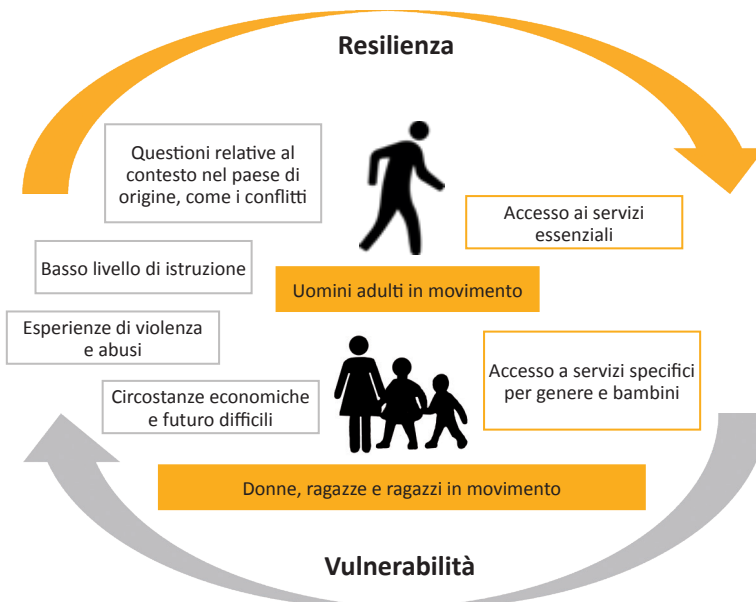 Resilienza
Questioni relative al
contesto nel paese di
origine, come i conflitti
Accesso ai servizi
essenziali
Basso livello di istruzione
Uomini adulti in movimento
Esperienze di violenza
e abusi
Accesso a servizi specifici
per genere e bambini
Circostanze economiche
e futuro difficili
Donne, ragazze e ragazzi in movimento
Vulnerabilità